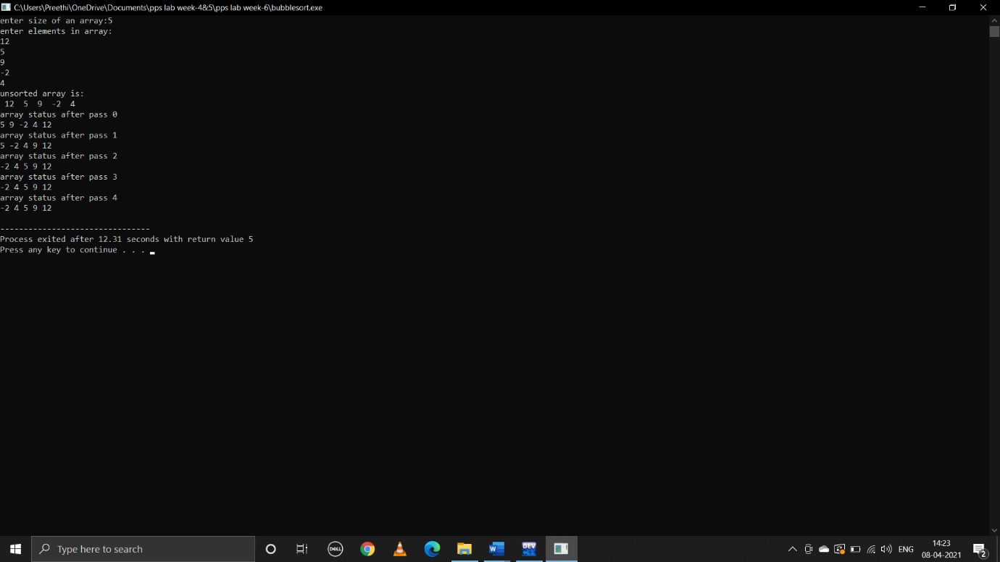 C:\Users\Preethi\OneDrive\Documents\pps lab week-4&5\pps lab week-6\bubblesort.exe
enter size of an array:5
enter elements in array:
12
5
9
-2
4
unsorted array is:
 12  5  9  -2  4
array status after pass 0
5 9 -2 4 12
array status after pass 1
5 -2 4 9 12
array status after pass 2
-2 4 5 9 12
array status after pass 3
-2 4 5 9 12
array status after pass 4
-2 4 5 9 12
--------------------------------
Process exited after 12.31 seconds with return value 5
Press any key to continue . . .
Type here to search
DELL
DEV
C++
ENG
14:23
08-04-2021
2